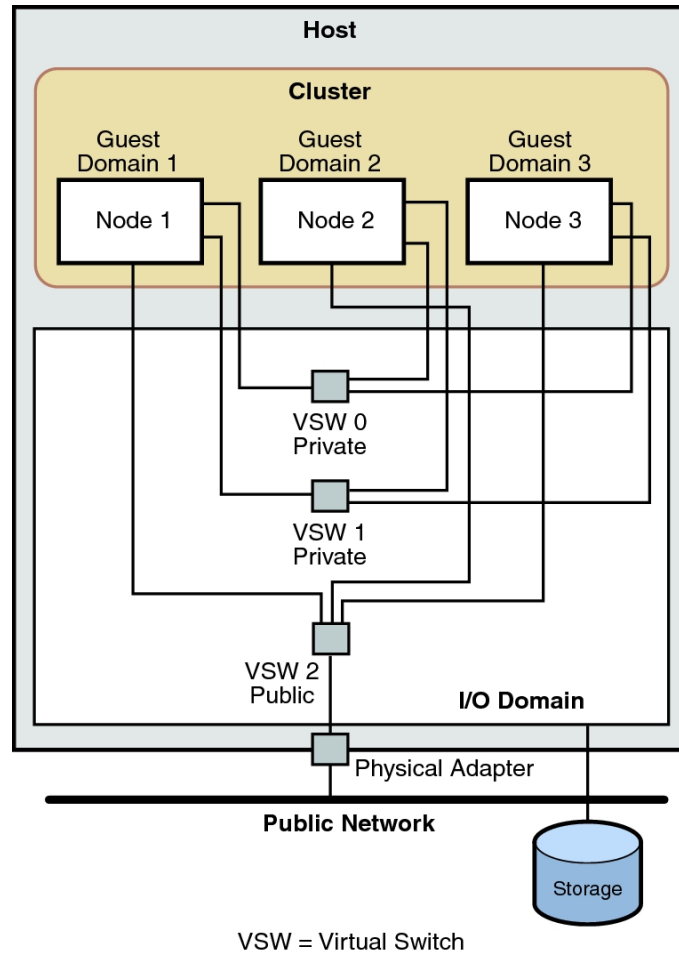 Host
Cluster
Guest
Domain 1
Guest
Domain 2
Guest
Domain 3
Node 1
Node 2
Node 3
VSW 0
Private
VSW 1
Private
VSW 2
Public
I/O Domain
Physical Adapter
Public Network
Storage
VSW = Virtual Switch